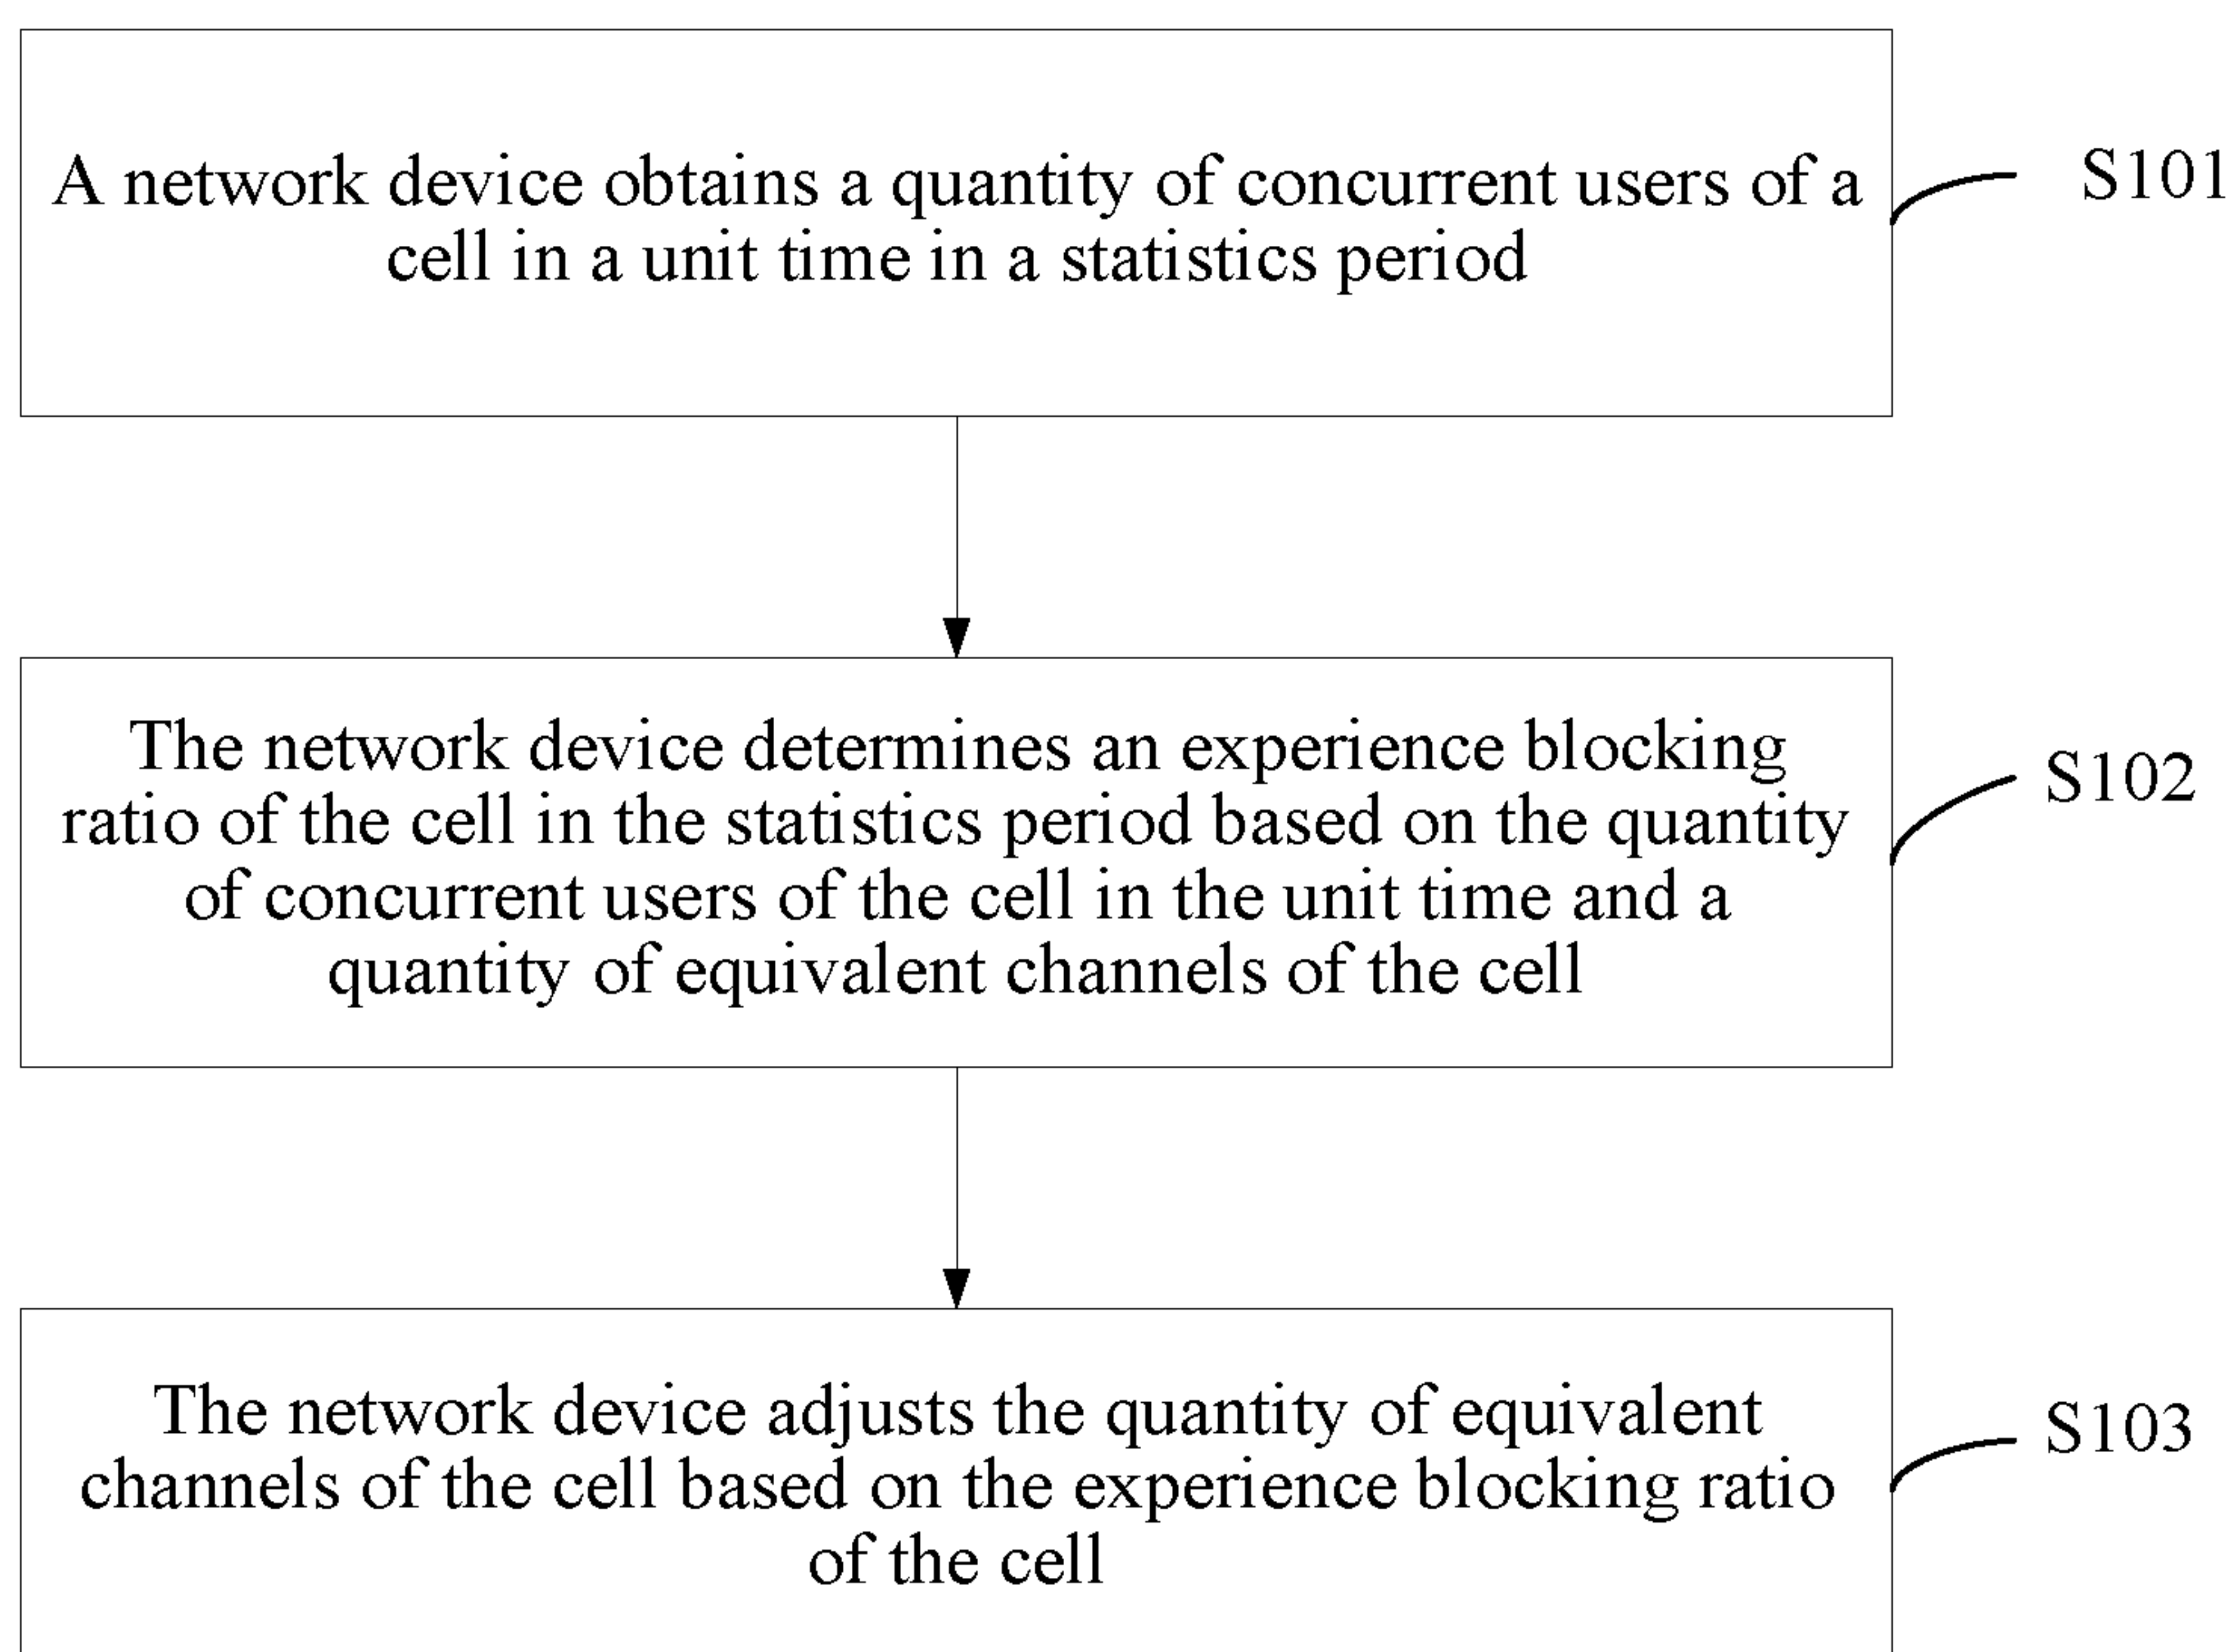 A network device obtains a quantity of concurrent users of a
cell in a unit time in a statistics period
S101
The network device determines an experience blocking
ratio of the cell in the statistics period based on the quantity
of concurrent users of the cell in the unit time and a
quantity of equivalent channels of the cell
S102
The network device adjusts the quantity of equivalent
channels of the cell based on the experience blocking ratio
of the cell
S103